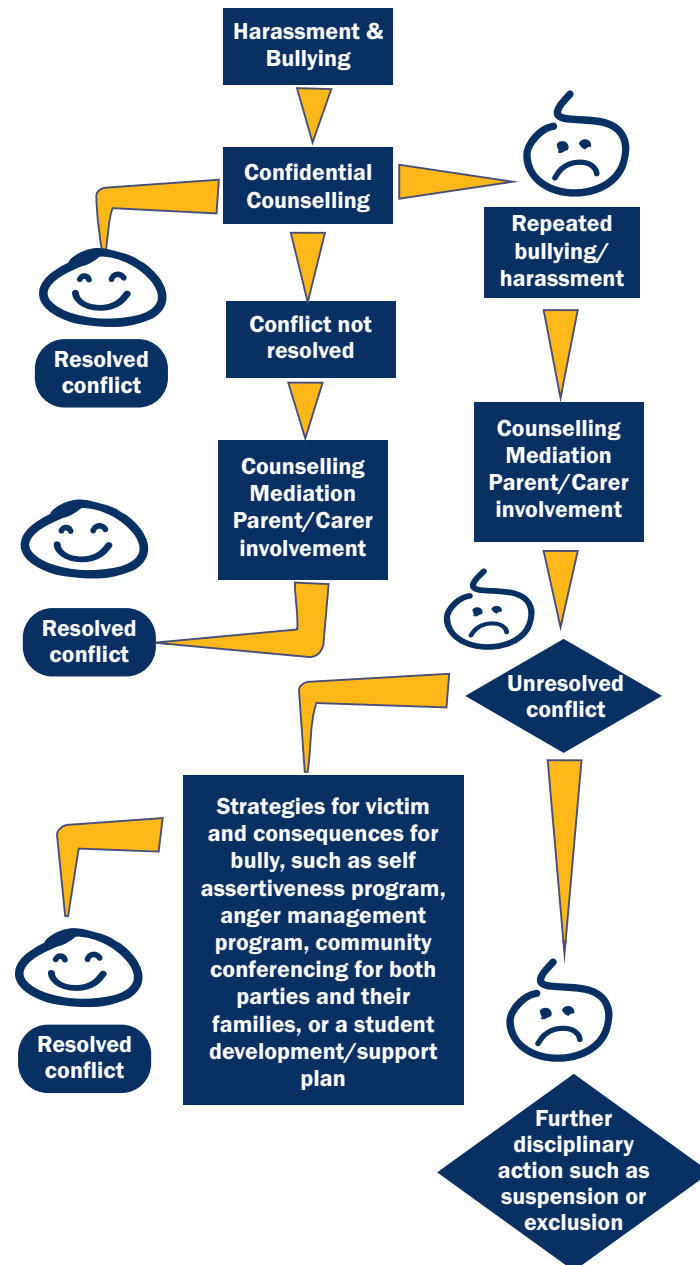 Harassment &
Bullying
Confidential
Counselling
Repeated
bullying/
harassment
Resolved
conflict
Conflict not
resolved
Counselling
Mediation
Parent/Carer
involvement
Counselling
Mediation
Parent/Carer
involvement
Resolved
conflict
Unresolved
conflict
Strategies for victim
and consequences for
bully, such as self
assertiveness program,
anger management
program, community
conferencing for both
parties and their
families, or a student
development/support
plan
Resolved
conflict
Further
disciplinary
action such as
suspension or
exclusion